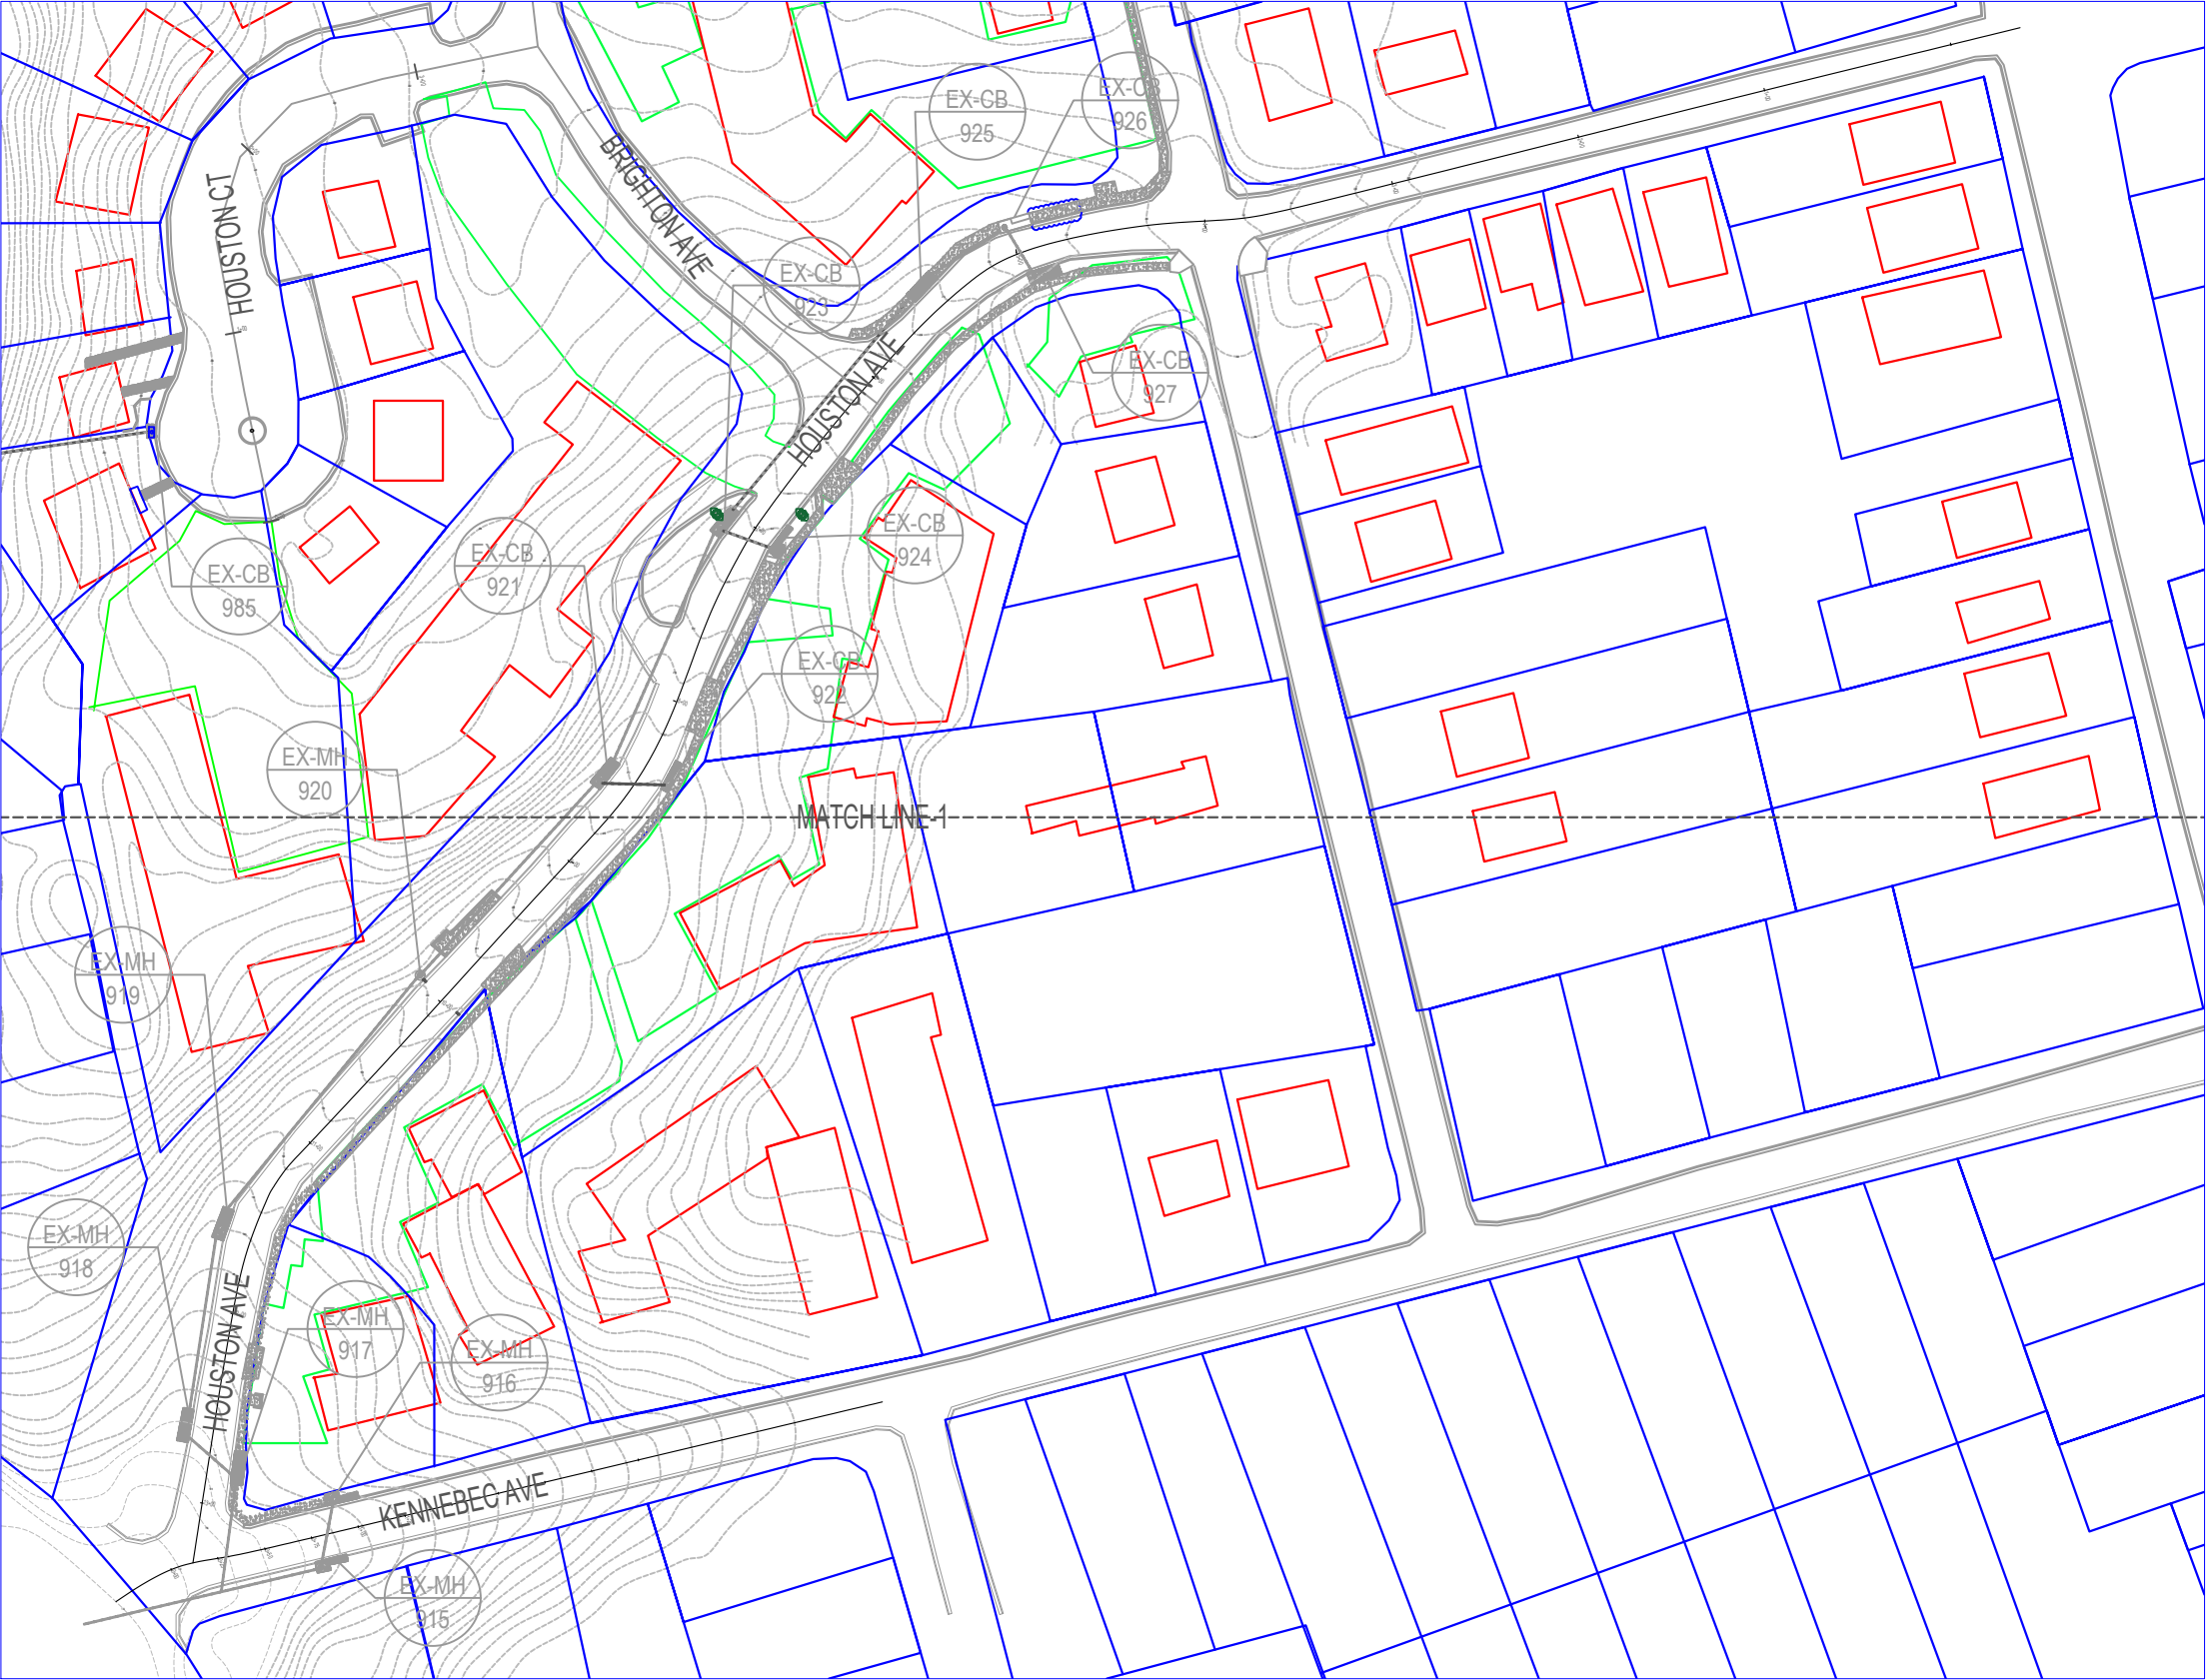 EX-CB
925
EX-CB
926
BRIGHTON AVE
HOUSTON CT
EX-CB
923
HOUSTON AVE
EX-CB
927
EX-CB
924
EX-CB
921
EX-CB
985
EX-CB
922
EX-MH
920
MATCH LINE-1
EX-MH
919
EX-MH
918
HOUSTON AVE
EX-MH
917
EX-MH
916
KENNEBEC AVE
EX-MH
915